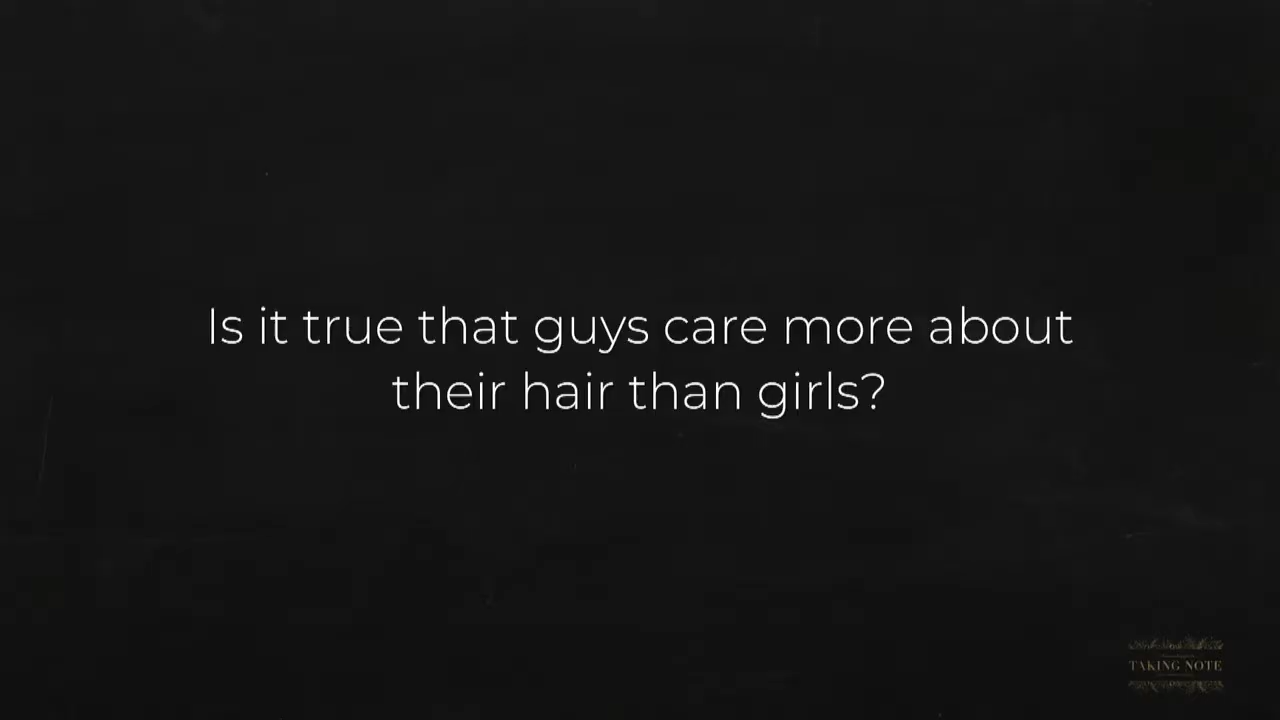 Is it true that guys care more about
their hair than girls?
TAKING NOTE